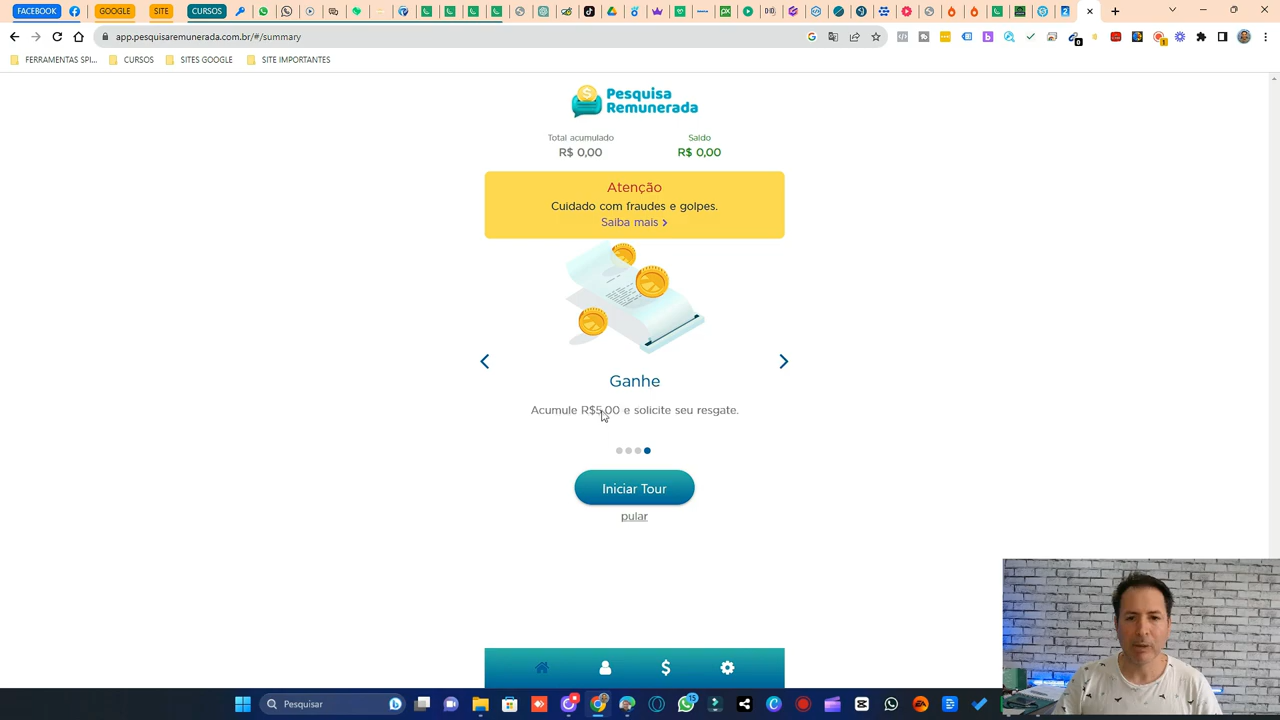 FACEBOOK
GOOGLE
SITE
CURSOS
app.pesquisaremunerada.com.br/#/summary
FERRAMENTAS SPI...
CURSOS
SITES GOOGLE
SITE IMPORTANTES
Pesquisa
Remunerada
Total acumulado
Saldo
R$ 0,00
R$ 0,00
Atenção
Cuidado com fraudes e golpes.
Saiba mais >
Ganhe
Acumule R$5,00 e solicite seu resgate.
Iniciar Tour
pular
Pesquisar
15